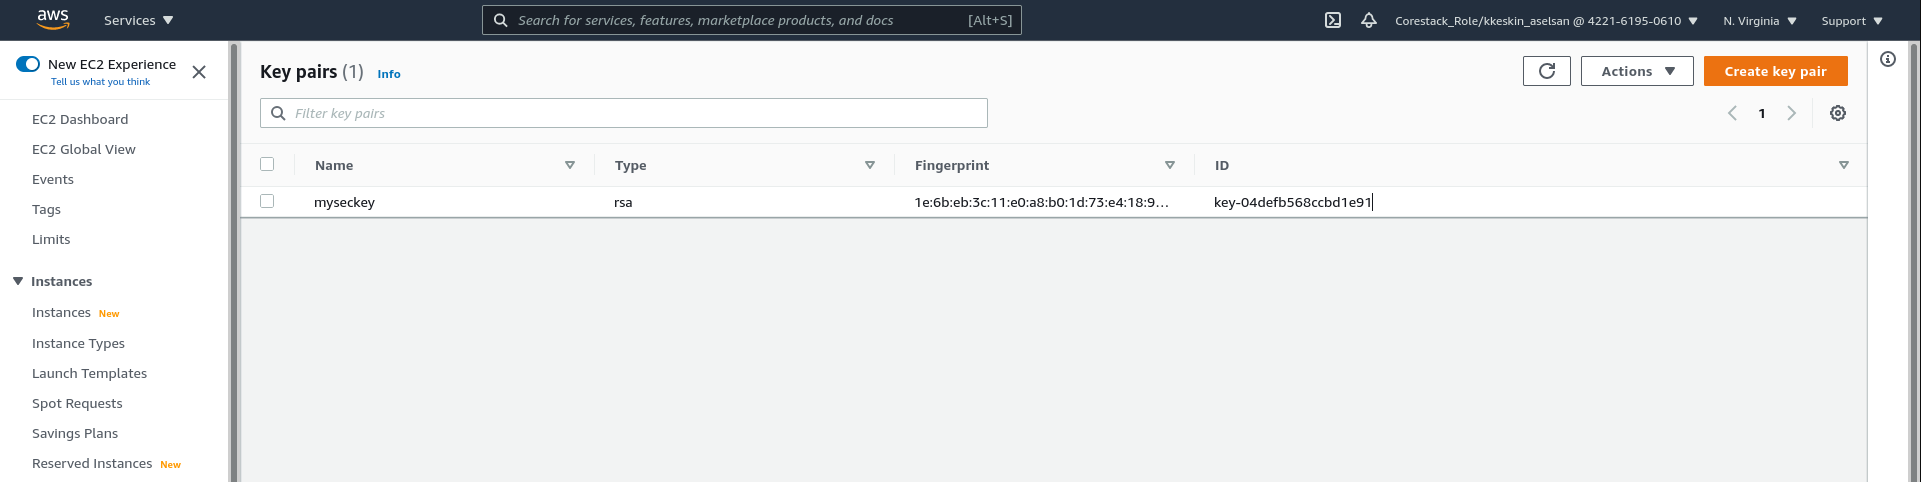 aws
Services
Search for services, features, marketplace products, and docs [Alt+S]
Corestack_Role/kkeskin_aselsan @ 4221-6195-0610
N. Virginia
Support
New EC2 Experience
Tell us what you think
EC2 Dashboard
EC2 Global View
Events
Tags
Limits
Instances
Instances New
Instance Types
Launch Templates
Spot Requests
Savings Plans
Reserved Instances New
Key pairs (1) Info
Actions
Create key pair
Filter key pairs
1
Name Type Fingerprint ID
myseckey rsa 1e:6b:eb:3c:11:e0:a8:b0:1d:73:e4:18:9... key-04defb568ccbd1e91